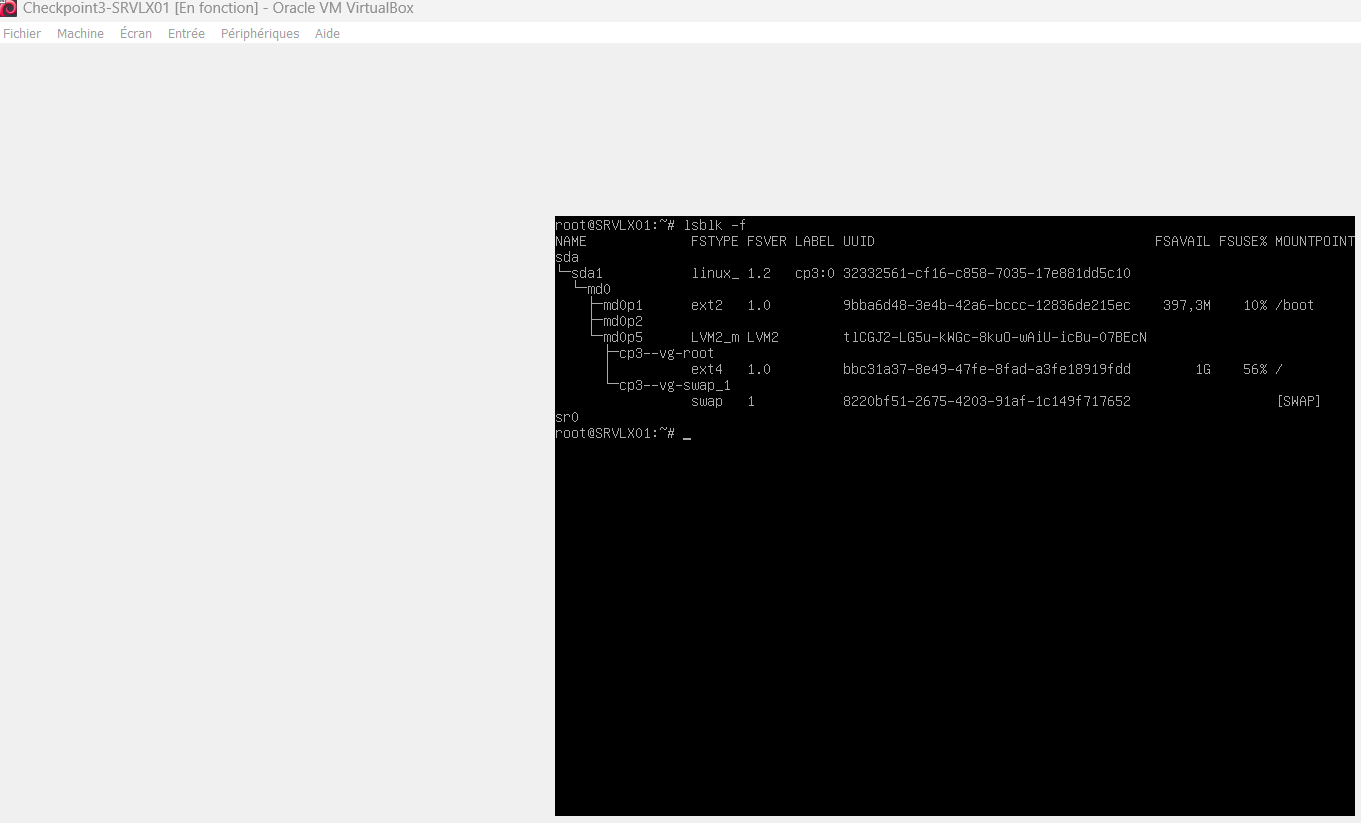 Checkpoint3-SRVLX01 [En fonction] - Oracle VM VirtualBox
Fichier Machine Écran Entrée Périphériques Aide
root@SRVLX01:~# lsblk -f
NAME FSTYPE FSVER LABEL UUID FSAVAIL FSUSE% MOUNTPOINT
sda
└─sda1 linux_ 1.2 cp3:0 32332561-cf16-c858-7035-17e881dd5c10
└─md0
├─md0p1 ext2 1.0 9bba6d48-3e4b-42a6-bccc-12836de215ec 397,3M 10% /boot
├─md0p2
└─md0p5 LVM2_m LVM2 tlCGJ2-LG5u-kWGc-8kuO-wAiU-icBu-07BEcN
├─cp3--vg-root
│ ext4 1.0 bbc31a37-8e49-47fe-8fad-a3fe18919fdd 1G 56% /
└─cp3--vg-swap_1
swap 1 8220bf51-2675-4203-91af-1c149f717652 [SWAP]
sr0
root@SRVLX01:~# _